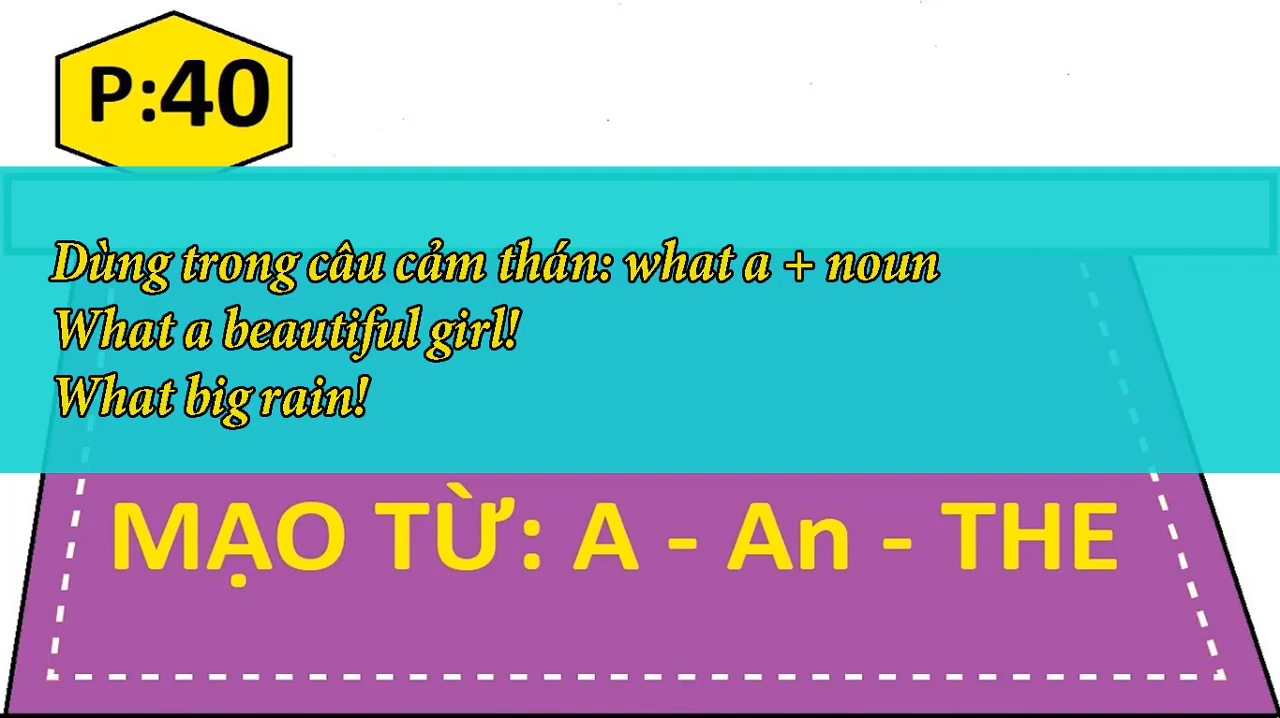 P:40
Dùng trong câu cảm thán: what a + noun
What a beautiful girl!
What big rain!
MẠO TỪ: A - An - THE